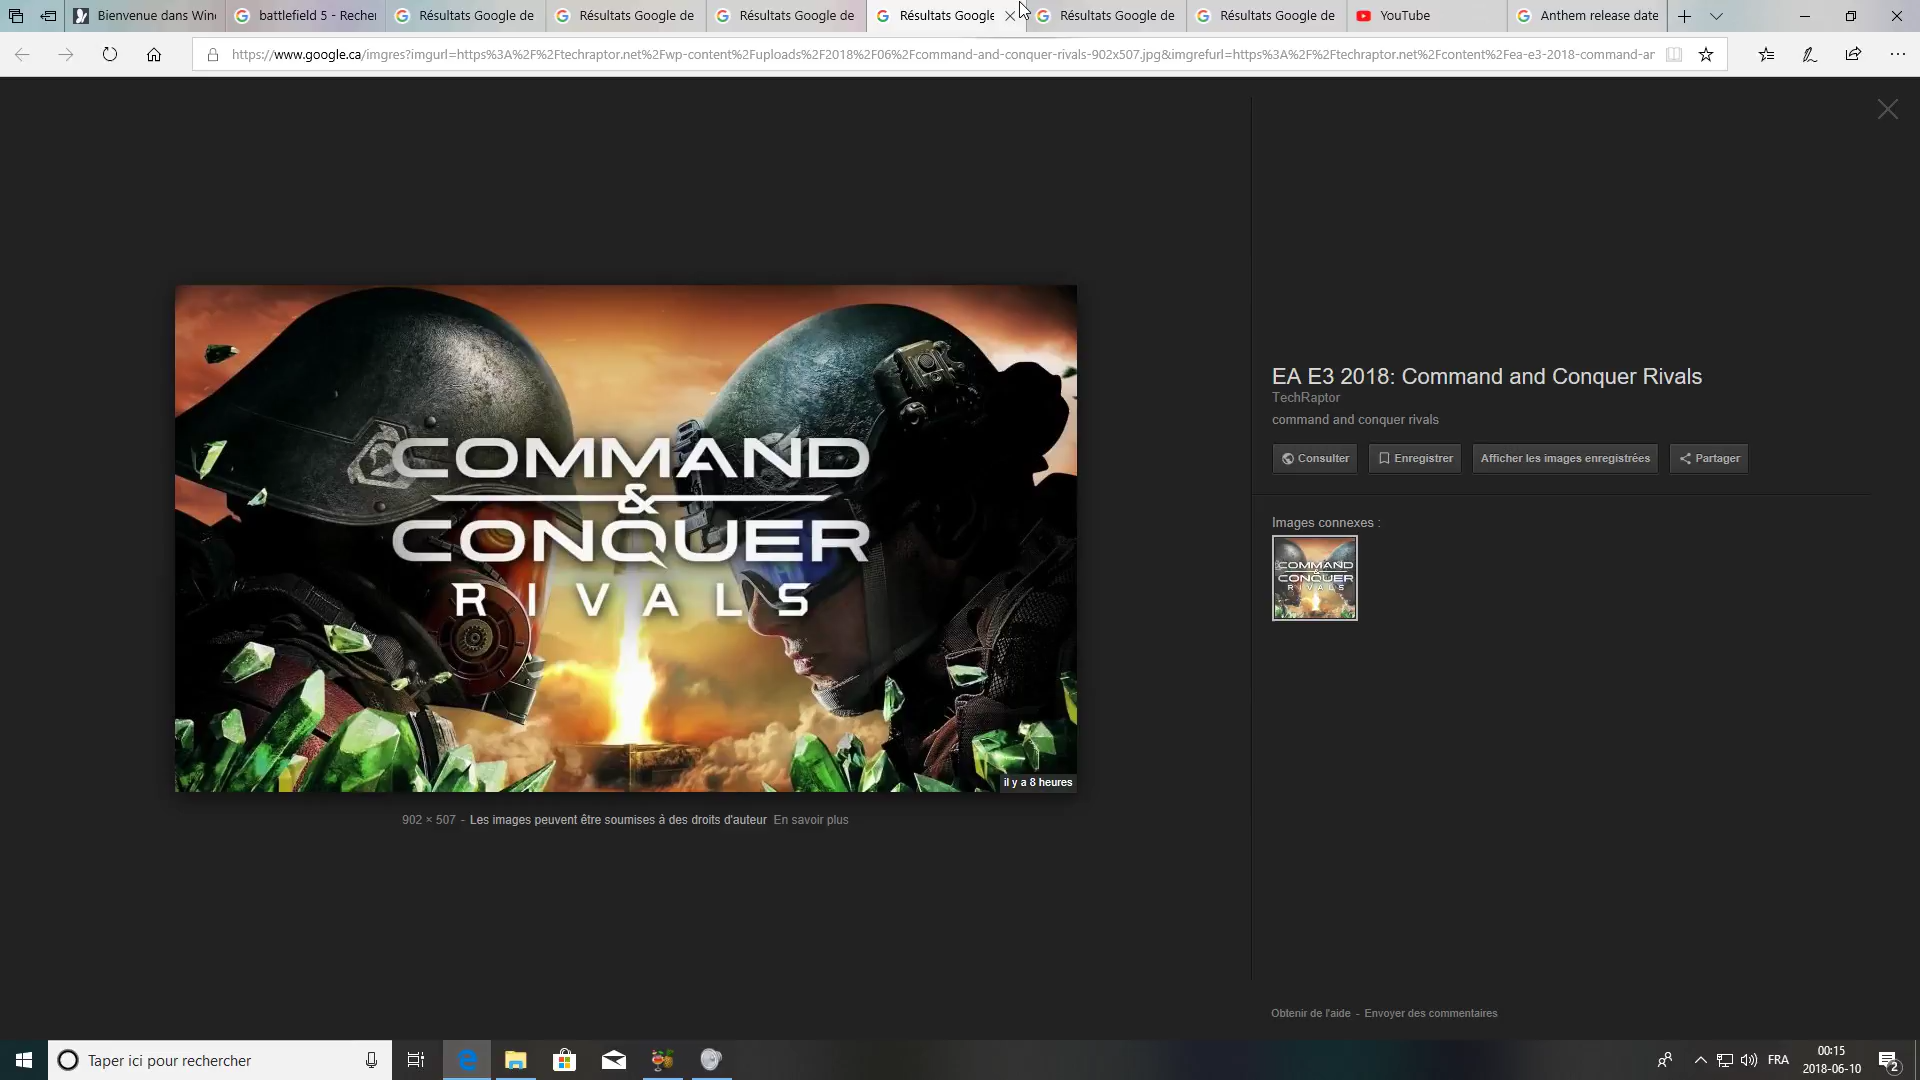 Bienvenue dans Win
battlefield 5 - Recher
Résultats Google de
Résultats Google de
Résultats Google de
Résultats Google
Résultats Google de
Résultats Google de
YouTube
Anthem release date
https://www.google.ca/imgres?imgurl=https%3A%2F%2Ftechraptor.net%2Fwp-content%2Fuploads%2F2018%2F06%2Fcommand-and-conquer-rivals-902x507.jpg&imgrefurl=https%3A%2F%2Ftechraptor.net%2Fcontent%2Fea-e3-2018-command-ar
COMMAND
&
CONQUER
RIVALS
il y a 8 heures
902 × 507 - Les images peuvent être soumises à des droits d'auteur En savoir plus
EA E3 2018: Command and Conquer Rivals
TechRaptor
command and conquer rivals
Consulter
Enregistrer
Afficher les images enregistrées
Partager
Images connexes :
COMMAND
&
CONQUER
RIVALS
Obtenir de l'aide - Envoyer des commentaires
Taper ici pour rechercher
FRA
00:15
2018-06-10
2